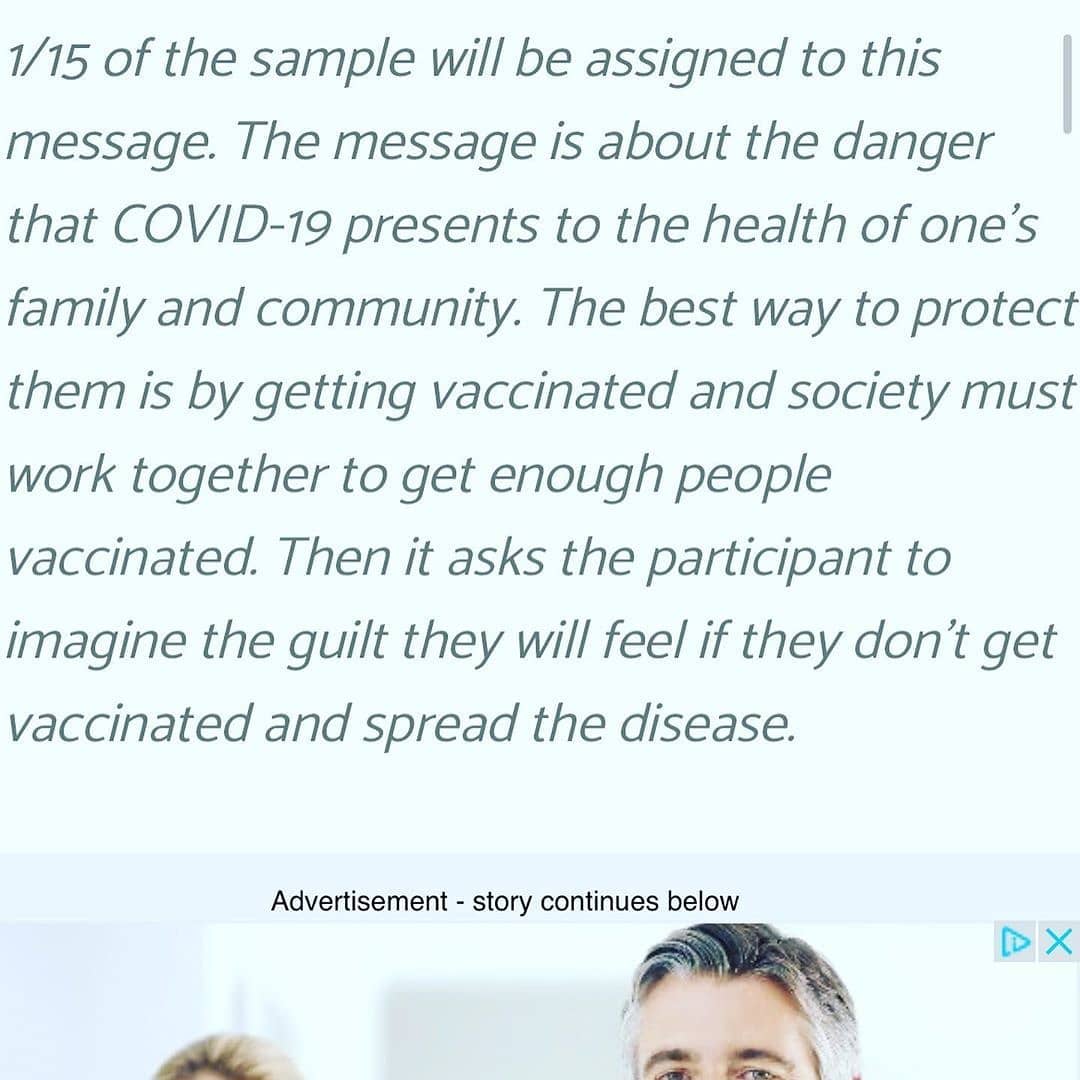 1/15 of the sample will be assigned to this
message. The message is about the danger
that COVID-19 presents to the health of one’s
family and community. The best way to protect
them is by getting vaccinated and society must
work together to get enough people
vaccinated. Then it asks the participant to
imagine the guilt they will feel if they don’t get
vaccinated and spread the disease.
Advertisement - story continues below